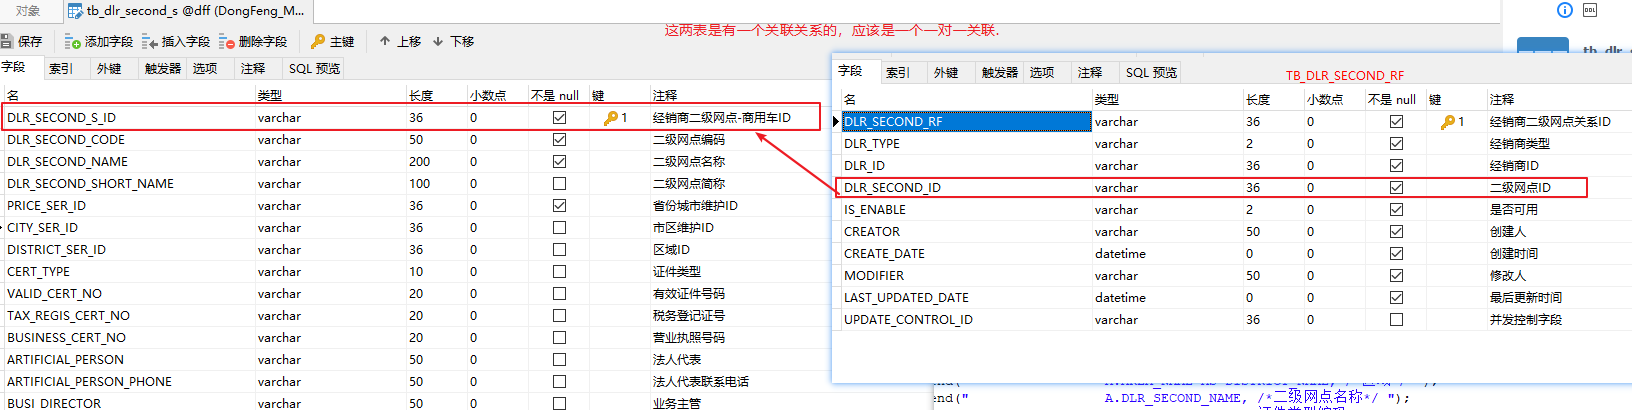 对象
tb_dlr_second_s @dff (DongFeng_M...
保存 添加字段 插入字段 删除字段 主键 上移 下移
这两表是有一个关联关系的，应该是一个一对一关联.
字段 索引 外键 触发器 选项 注释 SQL 预览
名 类型 长度 小数点 不是 null 键 注释
DLR_SECOND_S_ID varchar 36 0 1 经销商二级网点-商用车ID
DLR_SECOND_CODE varchar 50 0 二级网点编码
DLR_SECOND_NAME varchar 200 0 二级网点名称
DLR_SECOND_SHORT_NAME varchar 100 0 二级网点简称
PRICE_SER_ID varchar 36 0 省份城市维护ID
CITY_SER_ID varchar 36 0 市区维护ID
DISTRICT_SER_ID varchar 36 0 区域ID
CERT_TYPE varchar 10 0 证件类型
VALID_CERT_NO varchar 20 0 有效证件号码
TAX_REGIS_CERT_NO varchar 20 0 税务登记证号
BUSINESS_CERT_NO varchar 20 0 营业执照号码
ARTIFICIAL_PERSON varchar 50 0 法人代表
ARTIFICIAL_PERSON_PHONE varchar 50 0 法人代表联系电话
BUSI_DIRECTOR varchar 50 0 业务主管
DDL
字段 索引 外键 触发器 选项 注释 SQL 预览
TB_DLR_SECOND_RF
名 类型 长度 小数点 不是 null 键 注释
DLR_SECOND_RF varchar 36 0 1 经销商二级网点关系ID
DLR_TYPE varchar 2 0 经销商类型
DLR_ID varchar 36 0 经销商ID
DLR_SECOND_ID varchar 36 0 二级网点ID
IS_ENABLE varchar 2 0 是否可用
CREATOR varchar 50 0 创建人
CREATE_DATE datetime 0 0 创建时间
MODIFIER varchar 50 0 修改人
LAST_UPDATED_DATE datetime 0 0 最后更新时间
UPDATE_CONTROL_ID varchar 36 0 并发控制字段
end(" A.DLR_SECOND_NAME, /*二级网点名称*/ ");